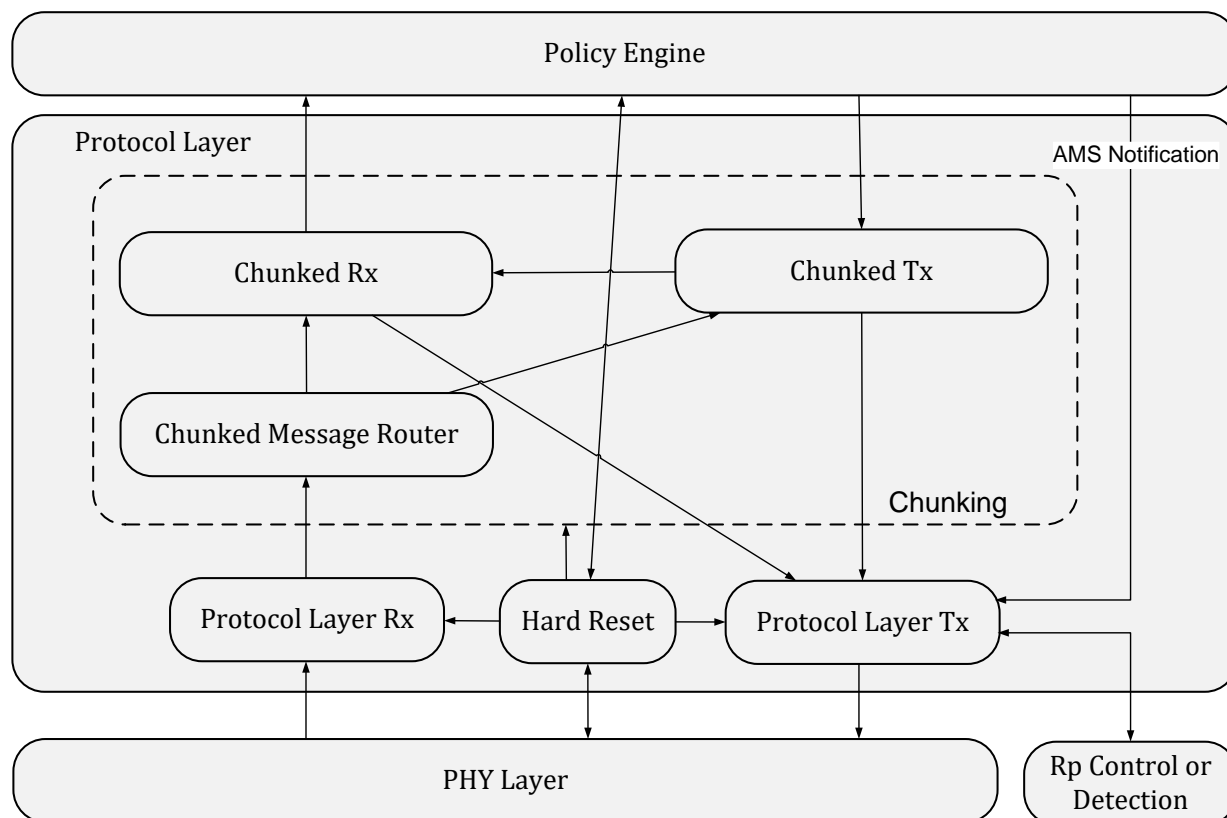 Policy Engine
Protocol Layer
AMS Notification
Chunked Rx
Chunked Tx
Chunked Message Router
Chunking
Protocol Layer Rx
Hard Reset
Protocol Layer Tx
PHY Layer
Rp Control or
Detection